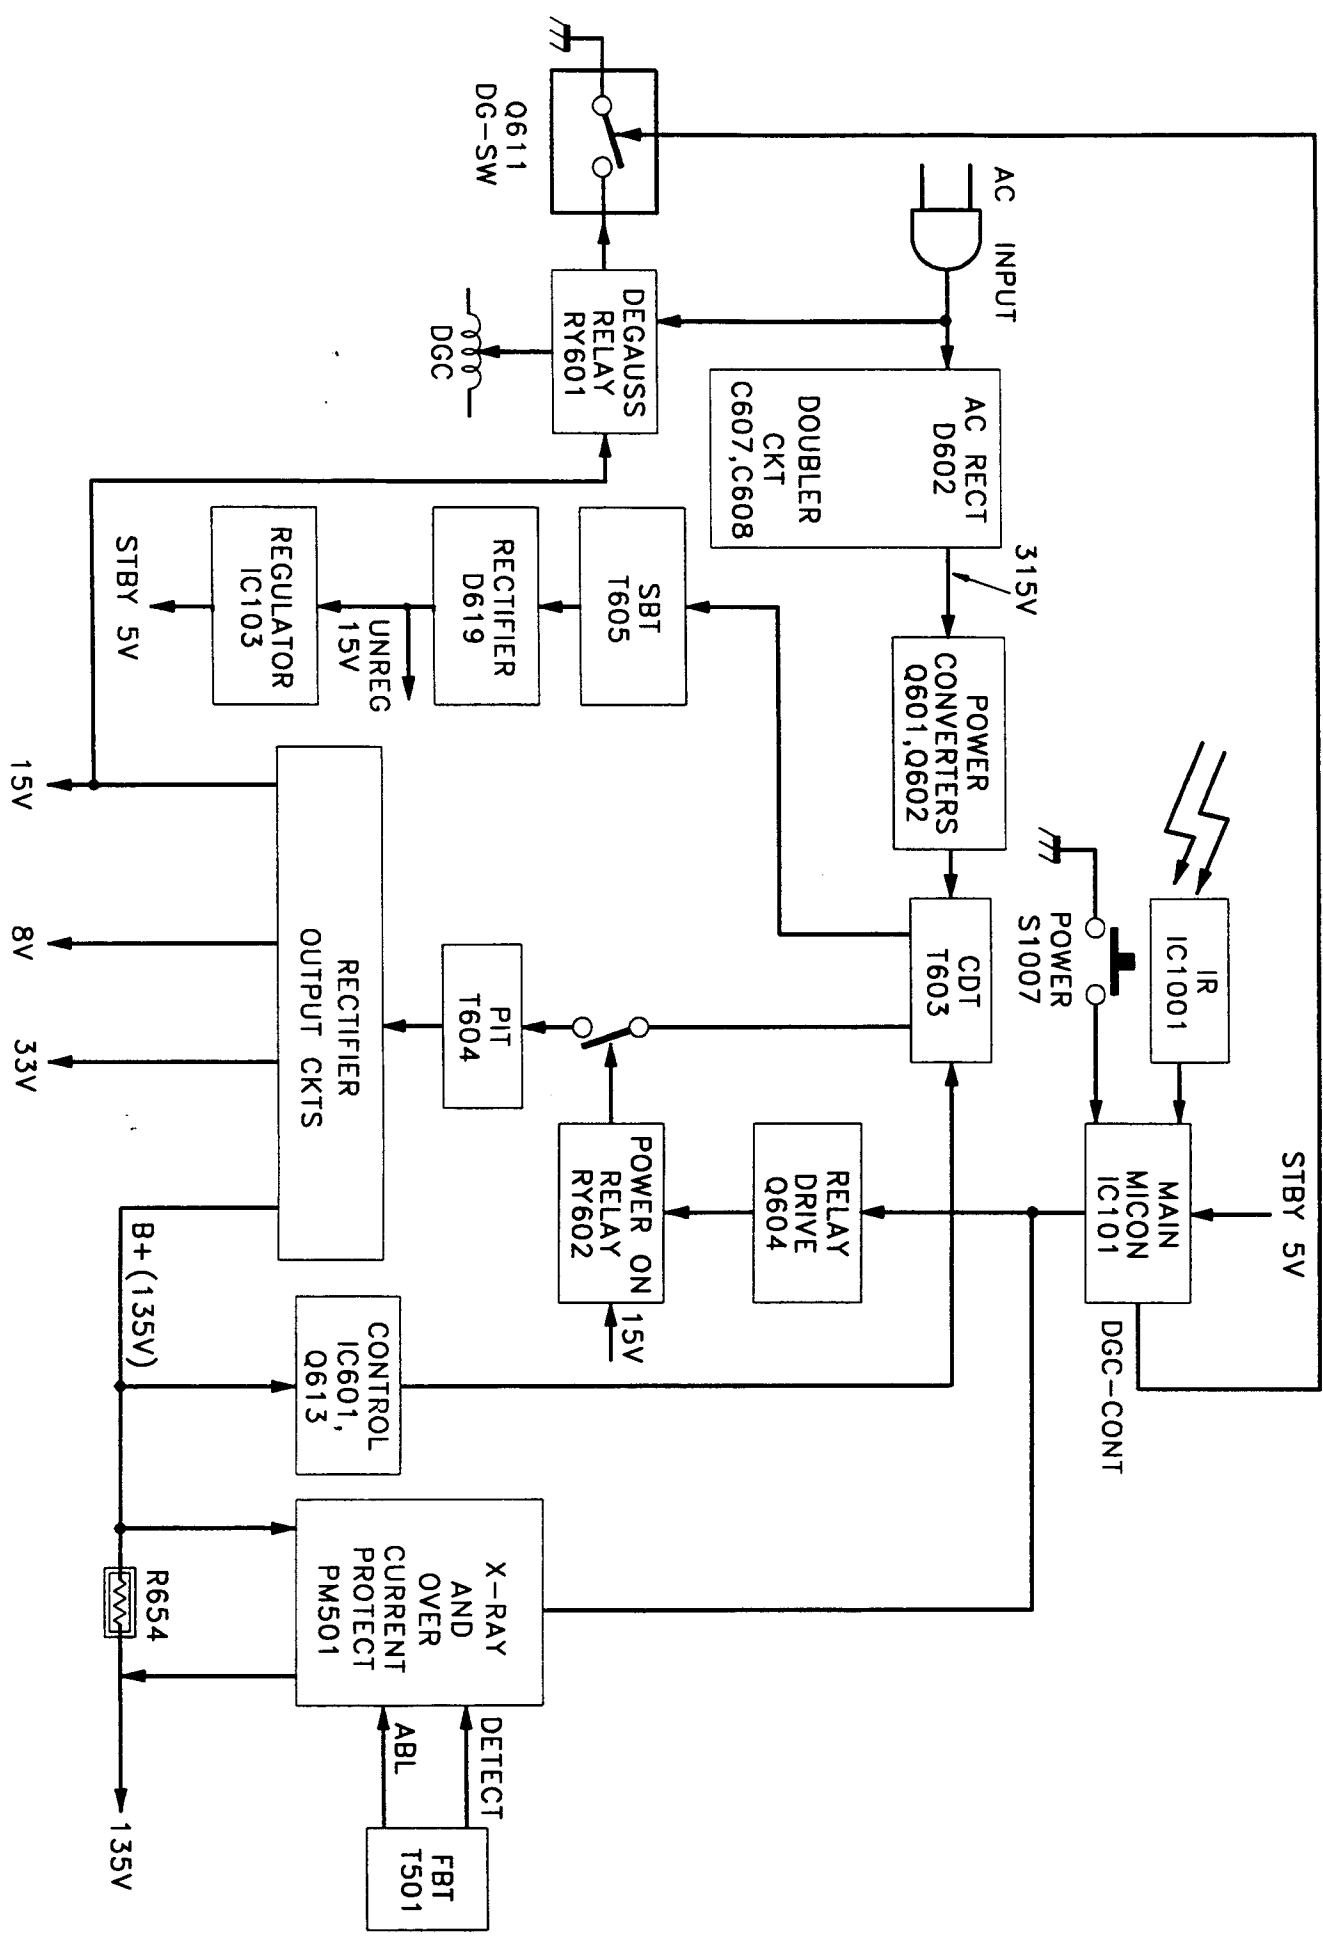 STBY 5V
IR
IC1001
POWER
S1007
MAIN
MICON
IC101
DGC-CONT
AC INPUT
AC RECT
D602
DOUBLER
CKT
C607,C608
315V
POWER
CONVERTERS
Q601,Q602
CDT
T603
RELAY
DRIVE
Q604
POWER ON
RELAY
RY602
15V
Q611
DG-SW
DEGAUSS
RELAY
RY601
DGC
SBT
T605
RECTIFIER
D619
UNREG
15V
REGULATOR
IC103
STBY 5V
PIT
T604
RECTIFIER
OUTPUT CKTS
CONTROL
IC601,
Q613
X-RAY
AND
OVER
CURRENT
PROTECT
PM501
DETECT
ABL
FBT
T501
B+(135V)
R654
135V
15V
8V
33V